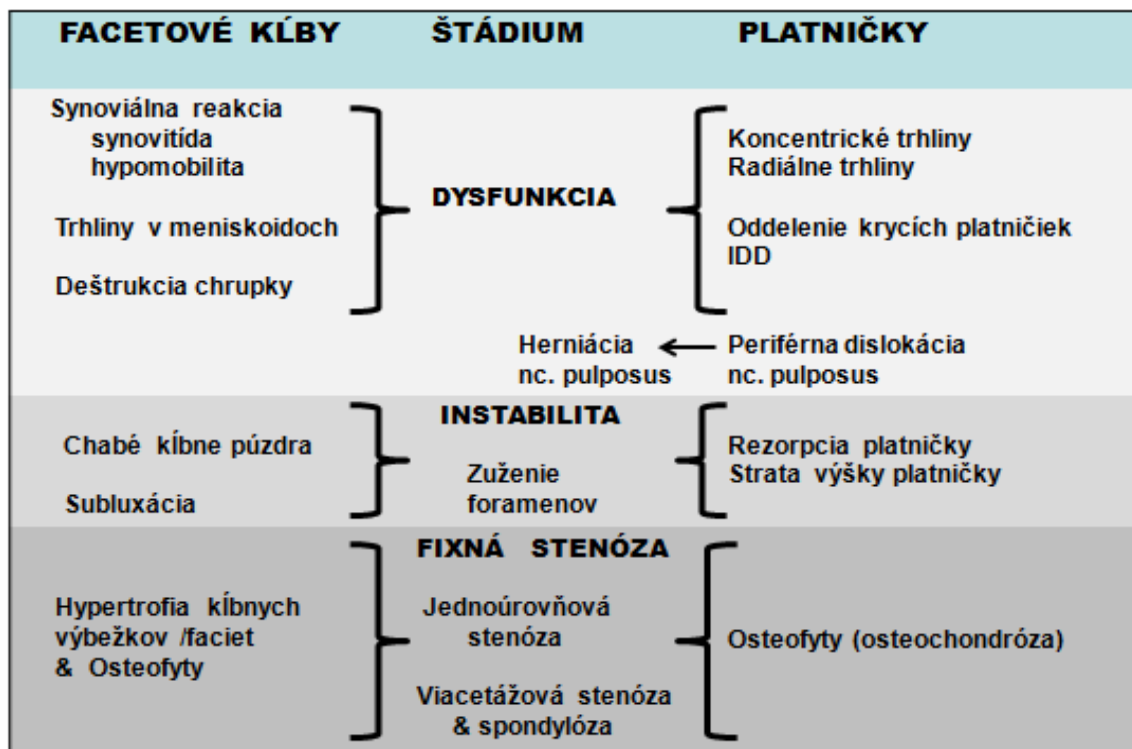 FACETOVÉ KĹBY ŠTÁDIUM PLATNIČKY
Synoviálna reakcia
synovitída
hypomobilita
Trhliny v meniskoidoch
Deštrukcia chrupky
DYSFUNKCIA
Koncentrické trhliny
Radiálne trhliny
Oddelenie krycích platničiek
IDD
Herniácia
nc. pulposus
Periférna dislokácia
nc. pulposus
Chabé kĺbne púzdra
Subluxácia
INSTABILITA
Zuženie
foramenov
Rezorpcia platničky
Strata výšky platničky
Hypertrofia kĺbnych
výbežkov /faciet
& Osteofyty
FIXNÁ STENÓZA
Jednoúrovňová
stenóza
Viacetážová stenóza
& spondylóza
Osteofyty (osteochondróza)